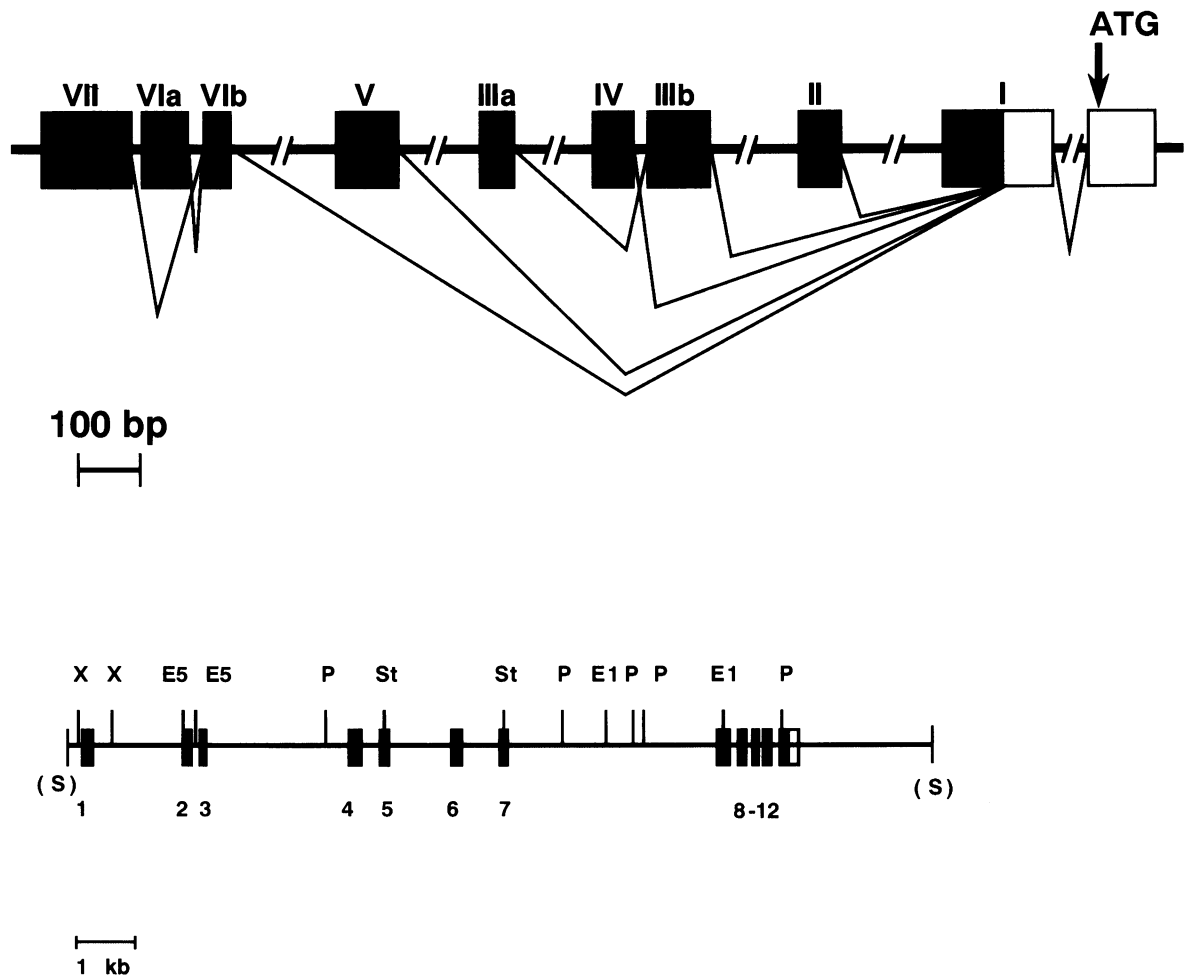 ATG
VII VIa VIb V IIIa IV IIIb II I
100 bp
X X E5 E5 P St St P E1 P P E1 P
(S) (S)
1 2 3 4 5 6 7 8-12
1 kb